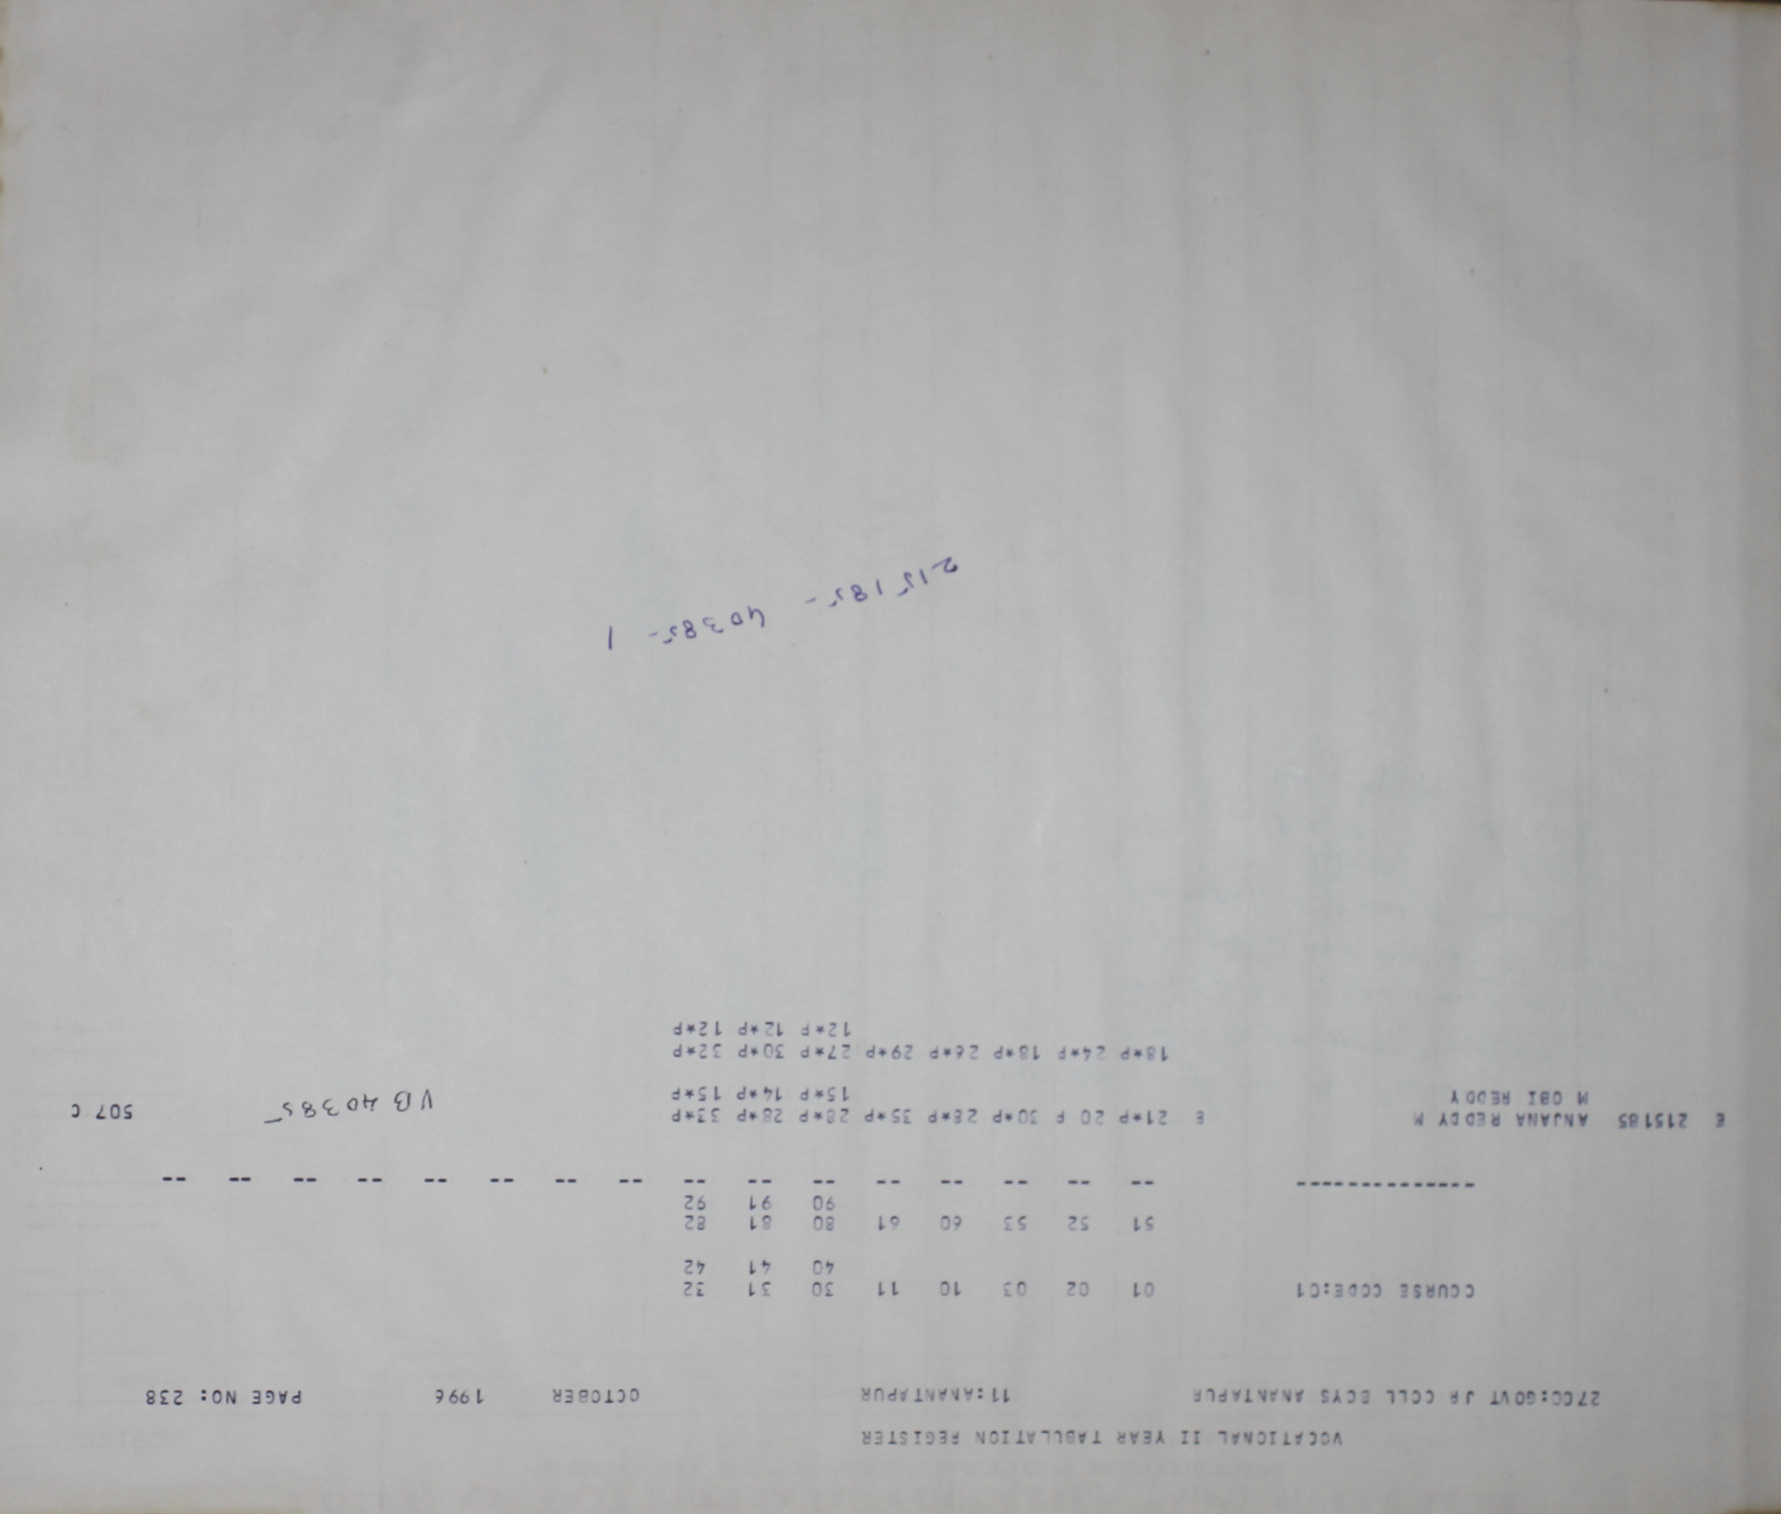 VOCATIONAL II YEAR TABULATION REGISTER
27CC:GOVT JR COLL BOYS ANANTAPUR 11:ANANTAPUR OCTOBER 1996 PAGE NO: 238
COURSE CODE:C1 01 02 03 10 11 30 31 32
40 41 42
51 52 53 60 61 80 81 82
90 91 92
-------------- -- -- -- -- -- -- -- -- -- -- -- -- -- -- -- --
E 215185 ANJANA REDDY M E 21*P 20 P 30*P 28*P 35*P 28*P 28*P 33*P VB 40385 507 C
M OBI REDDY 15*P 14*P 15*P
18*P 24*P 18*P 26*P 29*P 27*P 30*P 32*P
12*P 12*P 12*P
215185 - 40385 - 1